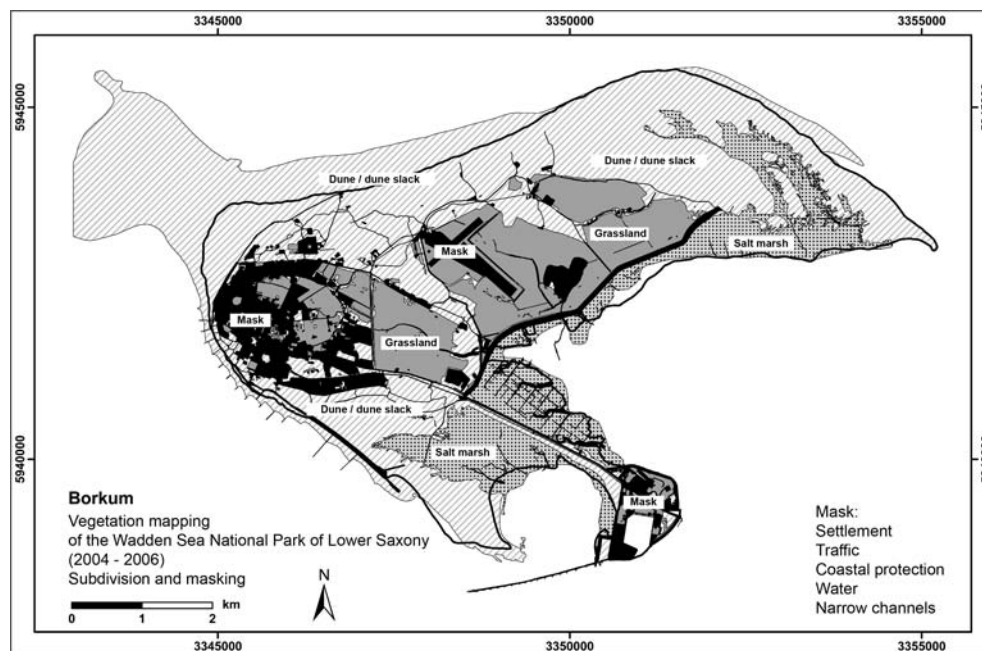 3345000
3350000
3355000
5945000
Dune / dune slack
Dune / dune slack
Grassland
Mask
Salt marsh
Mask
Grassland
Dune / dune slack
Salt marsh
5940000
Mask
Borkum
Vegetation mapping
of the Wadden Sea National Park of Lower Saxony
(2004 - 2006)
Subdivision and masking
km
0 1 2
N
Mask:
Settlement
Traffic
Coastal protection
Water
Narrow channels
3345000
3350000
3355000